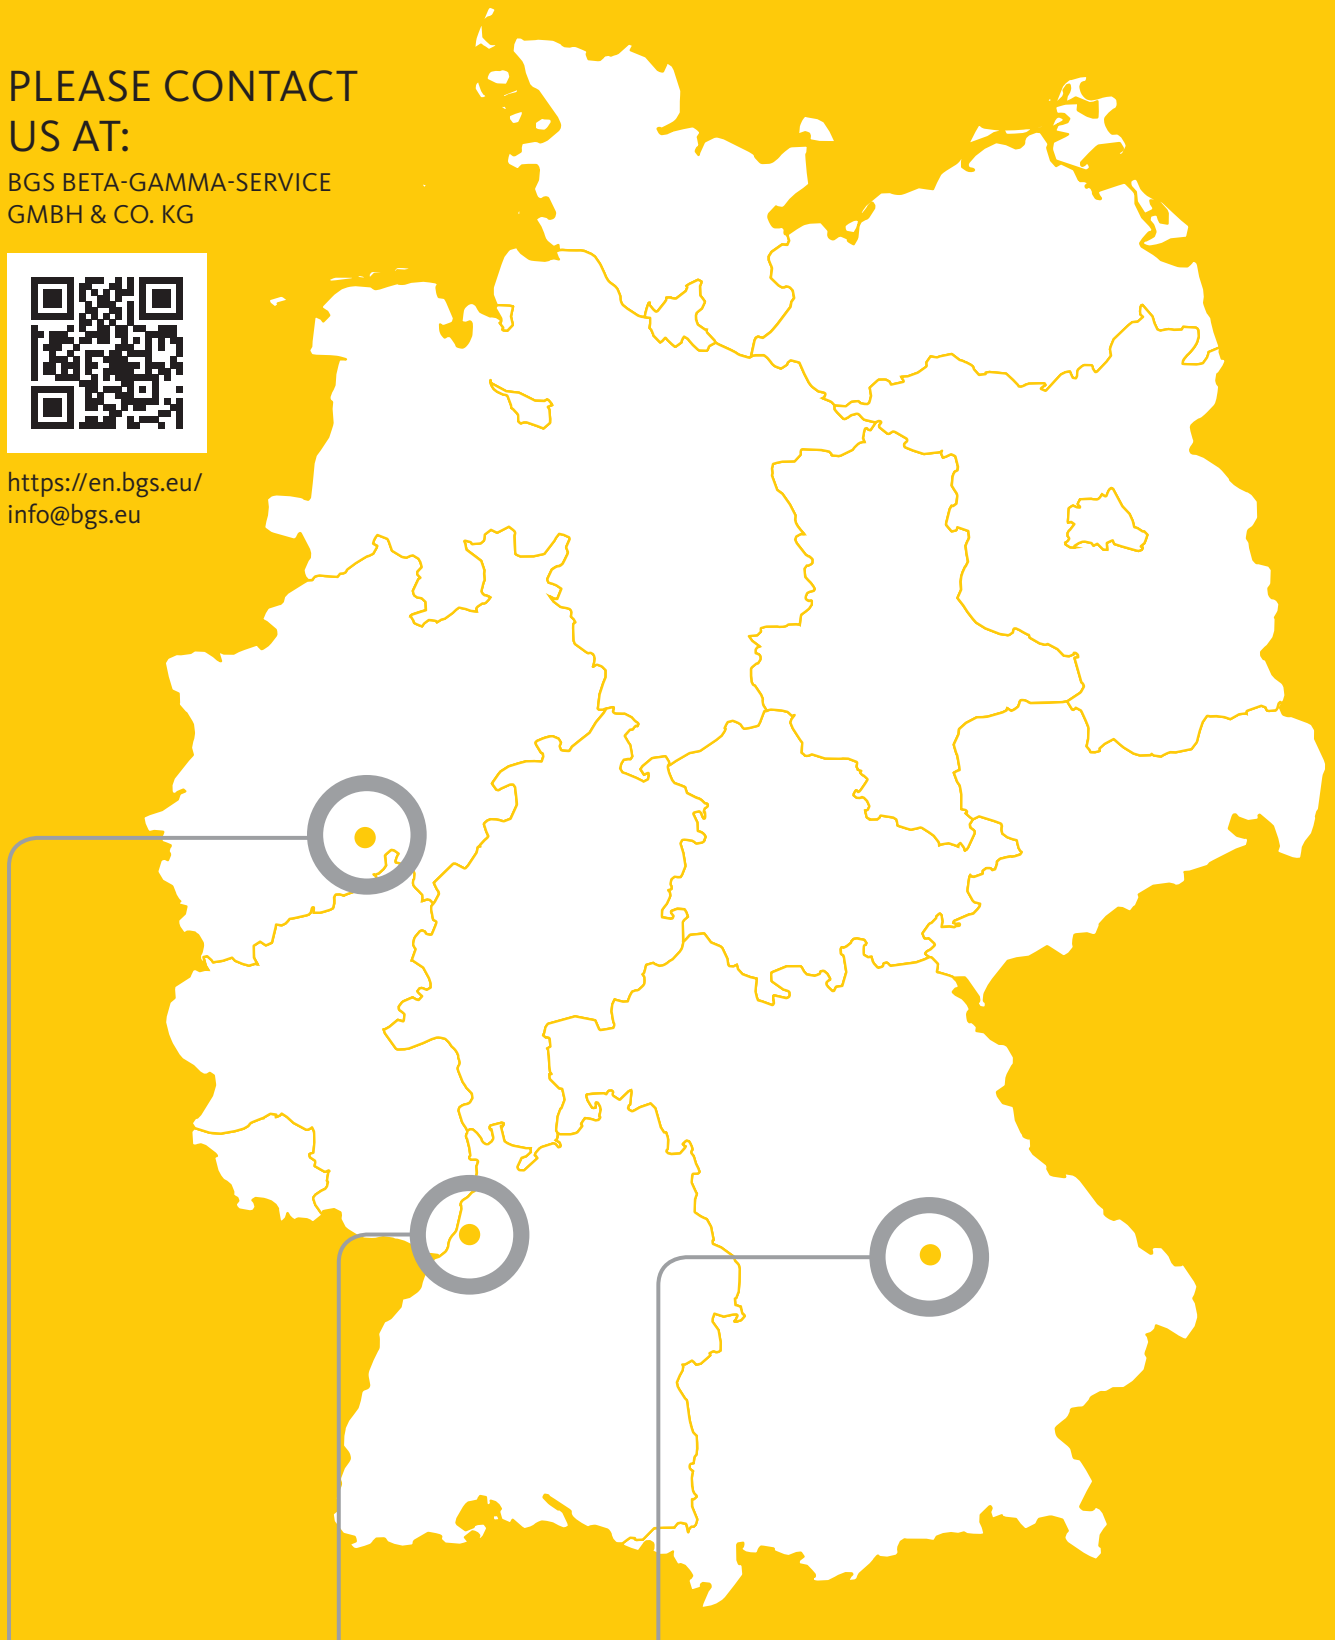 PLEASE CONTACT
US AT:
BGS BETA-GAMMA-SERVICE
GMBH & CO. KG
https://en.bgs.eu/
info@bgs.eu